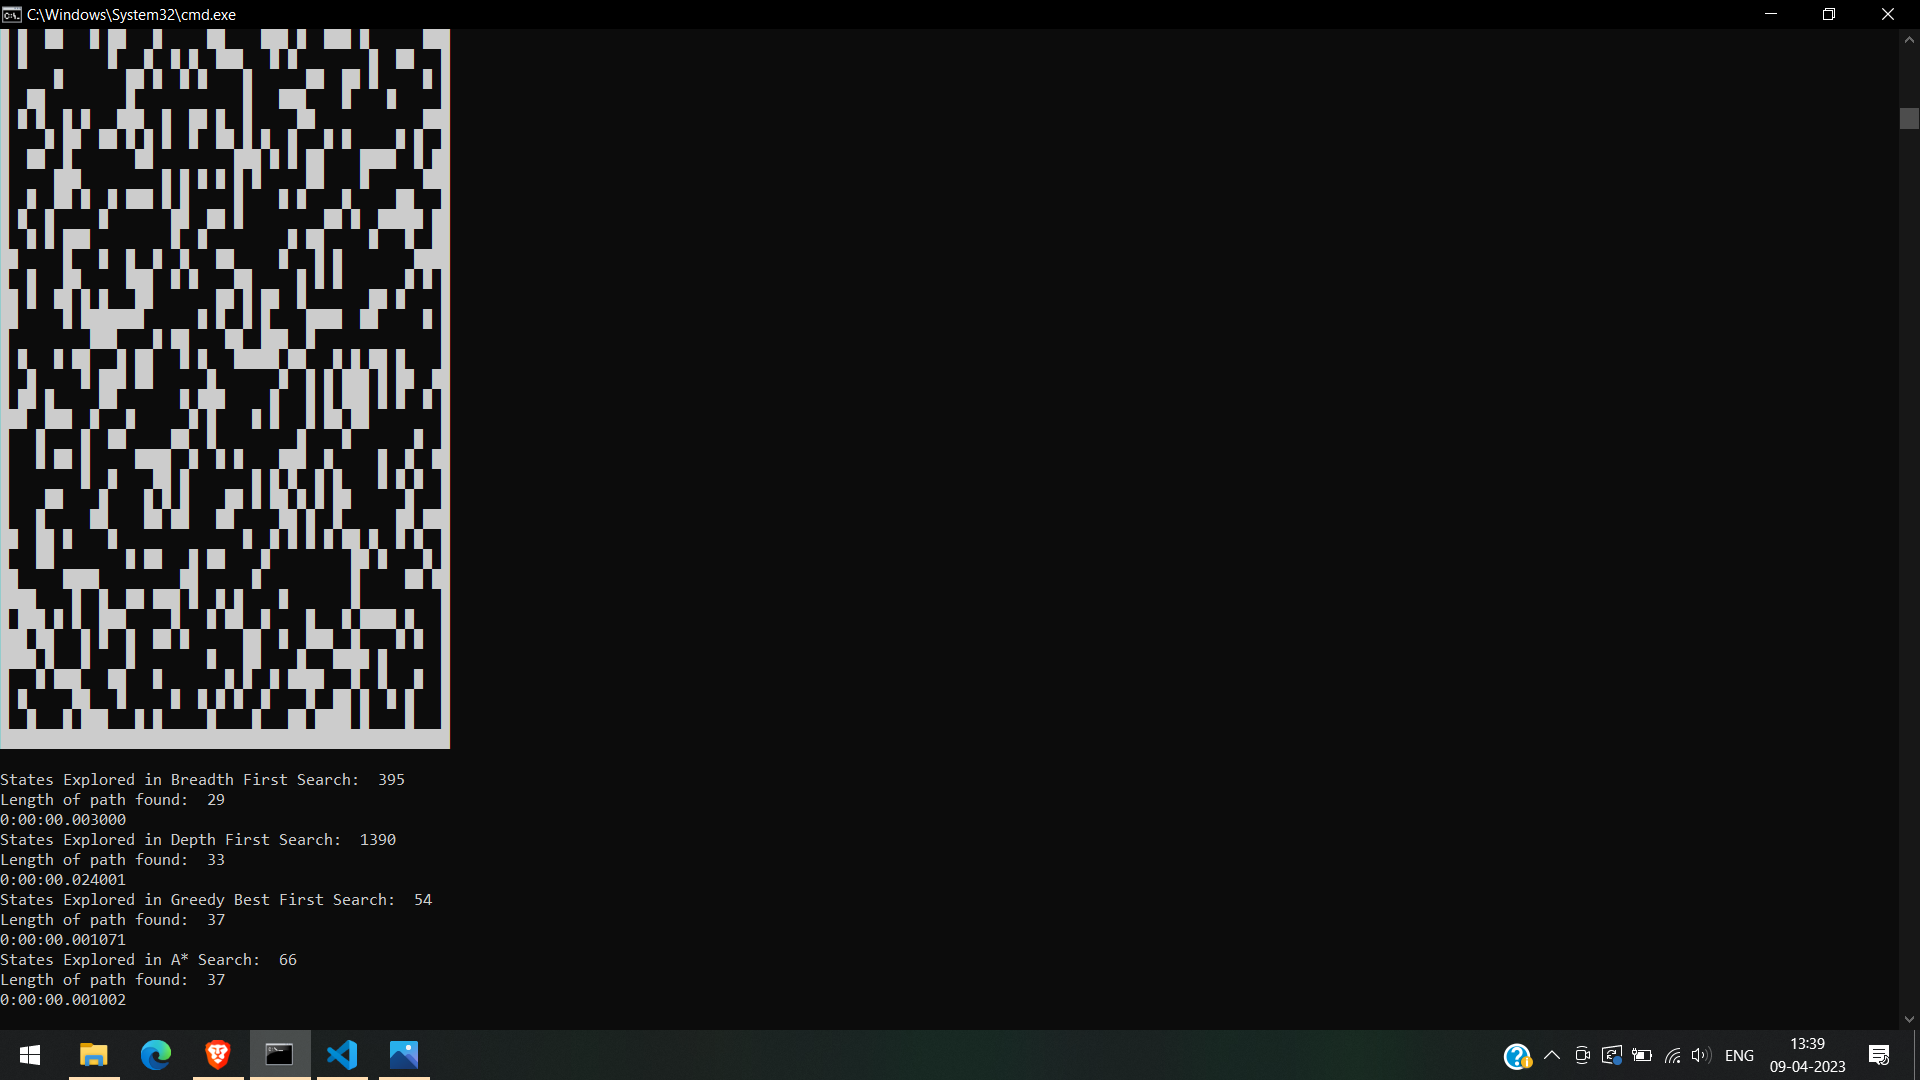 C:\Windows\System32\cmd.exe
States Explored in Breadth First Search:  395
Length of path found:  29
0:00:00.003000
States Explored in Depth First Search:  1390
Length of path found:  33
0:00:00.024001
States Explored in Greedy Best First Search:  54
Length of path found:  37
0:00:00.001071
States Explored in A* Search:  66
Length of path found:  37
0:00:00.001002
ENG
13:39
09-04-2023